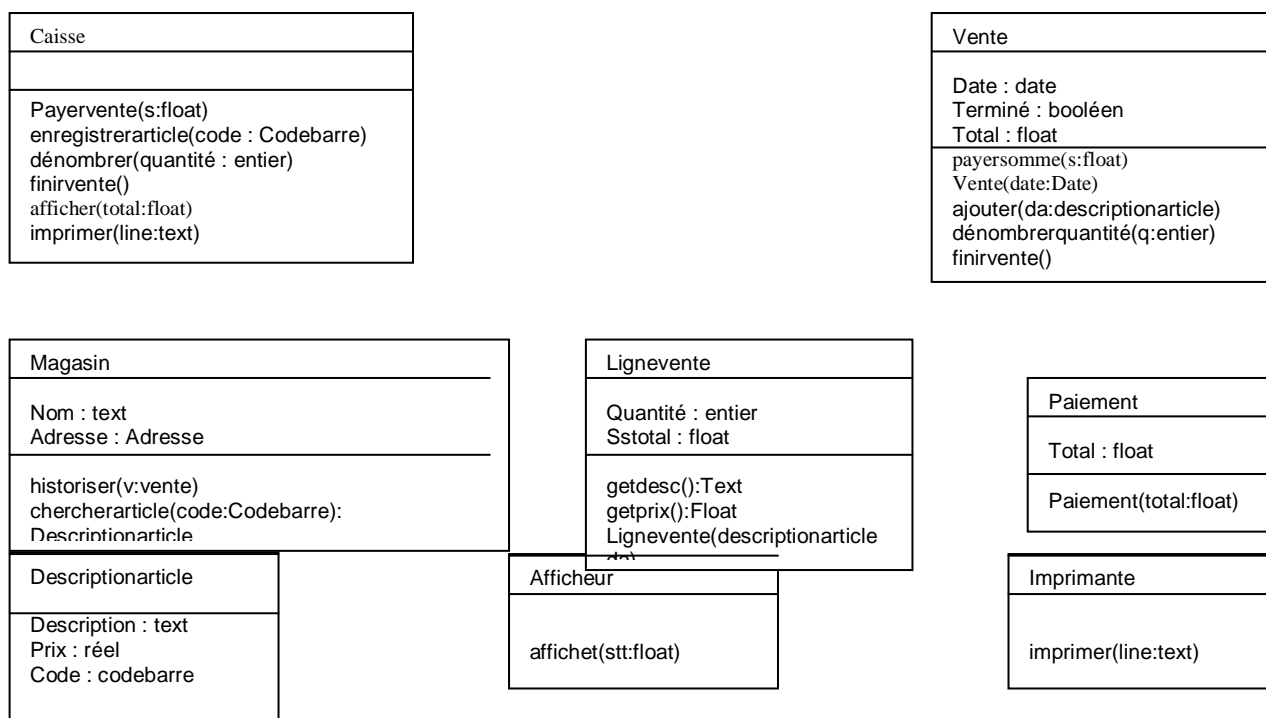 Caisse
Payervente(s:float)
enregistrerarticle(code : Codebarre)
dénombrer(quantité : entier)
finirvente()
afficher(total:float)
imprimer(line:text)
Vente
Date : date
Terminé : booléen
Total : float
payersomme(s:float)
Vente(date:Date)
ajouter(da:descriptionarticle)
dénombrerquantité(q:entier)
finirvente()
Magasin
Nom : text
Adresse : Adresse
historiser(v:vente)
chercherarticle(code:Codebarre):
Descriptionarticle
Lignevente
Quantité : entier
Sstotal : float
getdesc():Text
getprix():Float
Lignevente(descriptionarticle
da)
Paiement
Total : float
Paiement(total:float)
Descriptionarticle
Description : text
Prix : réel
Code : codebarre
Afficheur
affichet(stt:float)
Imprimante
imprimer(line:text)